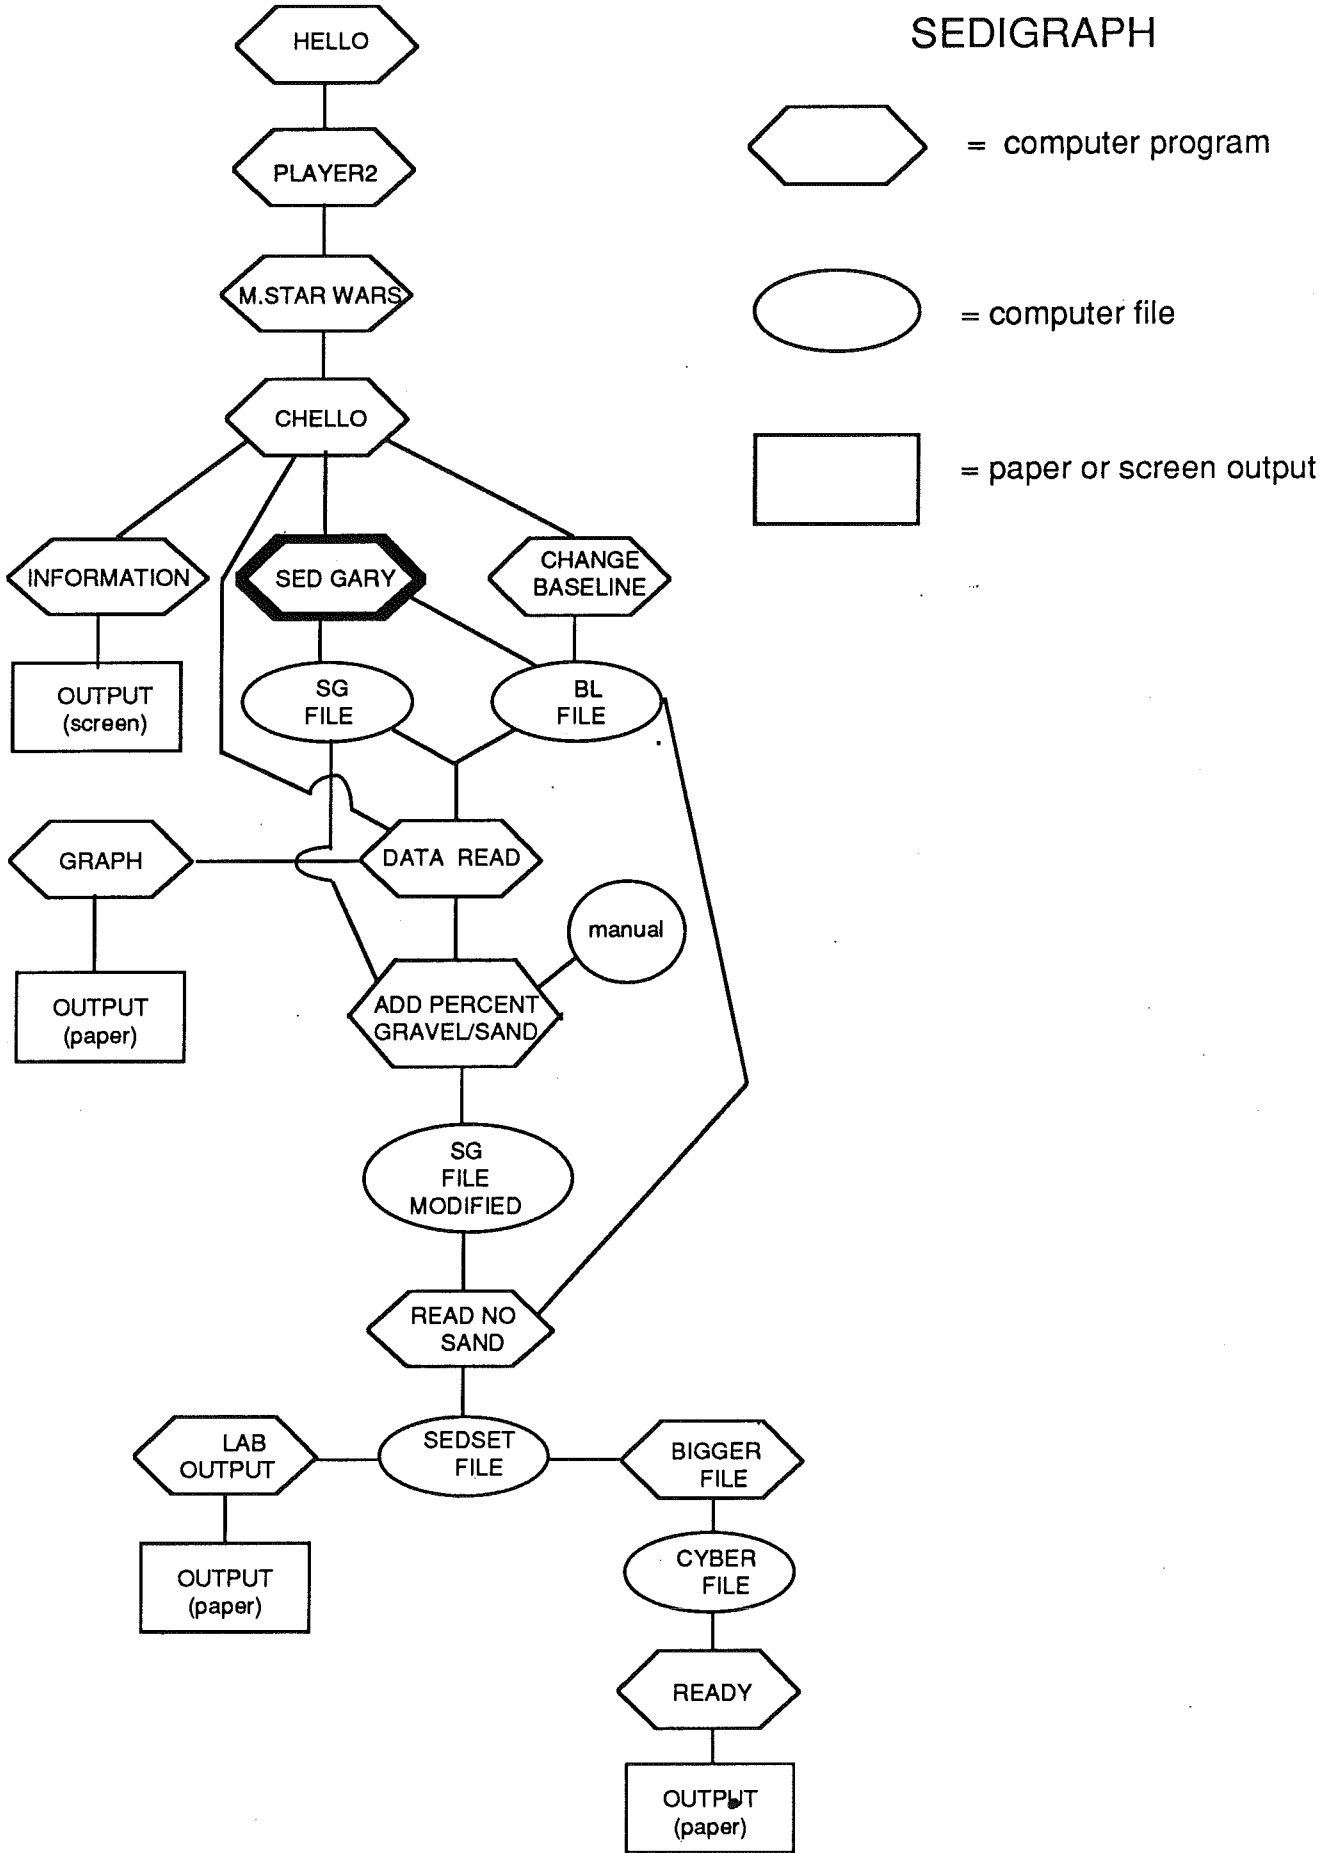 SEDIGRAPH
= computer program
= computer file
= paper or screen output
HELLO
PLAYER2
M.STAR WARS
CHELLO
INFORMATION
SED GARY
CHANGE
BASELINE
OUTPUT
(screen)
SG
FILE
BL
FILE
GRAPH
DATA READ
manual
OUTPUT
(paper)
ADD PERCENT
GRAVEL/SAND
SG
FILE
MODIFIED
READ NO
SAND
LAB
OUTPUT
SEDSET
FILE
BIGGER
FILE
OUTPUT
(paper)
CYBER
FILE
READY
OUTPUT
(paper)